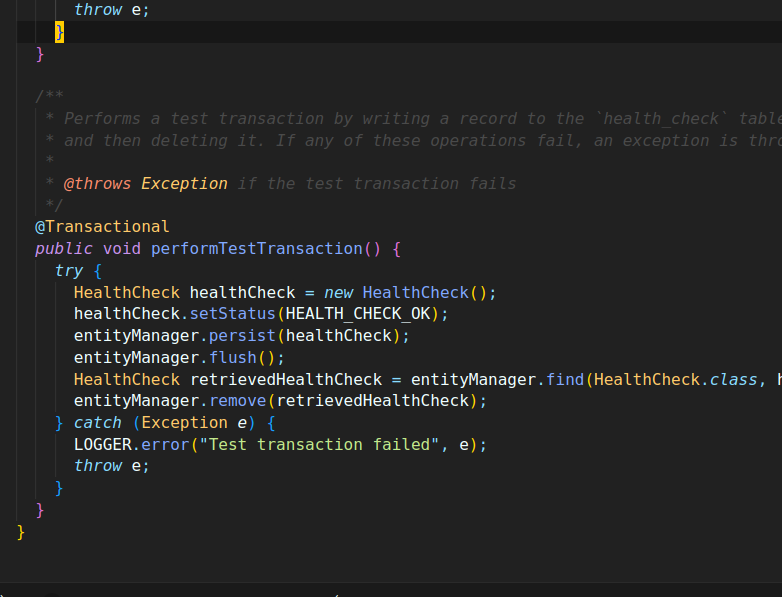 throw e;
}
}
/**
* Performs a test transaction by writing a record to the `health_check` table
* and then deleting it. If any of these operations fail, an exception is thro
*
* @throws Exception if the test transaction fails
*/
@Transactional
public void performTestTransaction() {
try {
HealthCheck healthCheck = new HealthCheck();
healthCheck.setStatus(HEALTH_CHECK_OK);
entityManager.persist(healthCheck);
entityManager.flush();
HealthCheck retrievedHealthCheck = entityManager.find(HealthCheck.class, h
entityManager.remove(retrievedHealthCheck);
} catch (Exception e) {
LOGGER.error("Test transaction failed", e);
throw e;
}
}
}